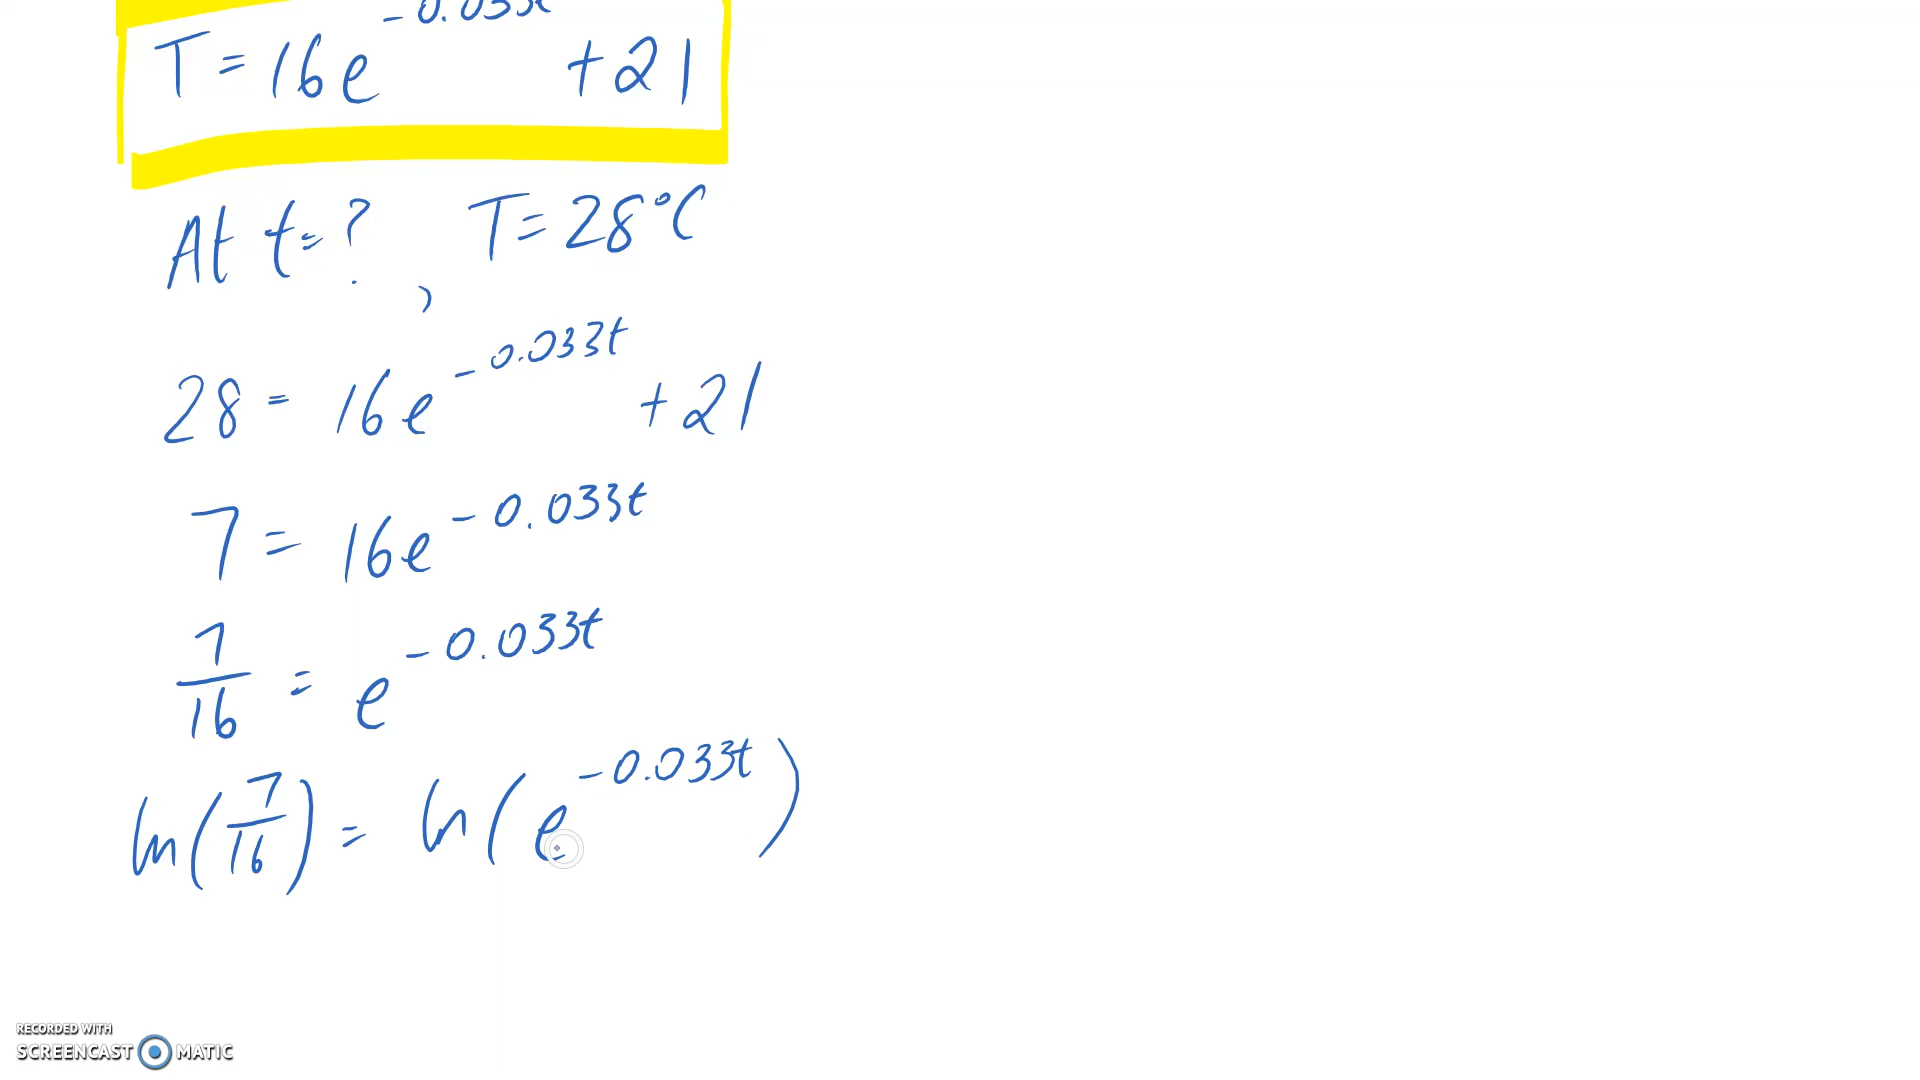 T = 16e^{-0.033t} + 21
At t = ? , T = 28°C
28 = 16e^{-0.033t} + 21
7 = 16e^{-0.033t}
7/16 = e^{-0.033t}
ln(7/16) = ln(e^{-0.033t})
RECORDED WITH
SCREENCAST MATIC